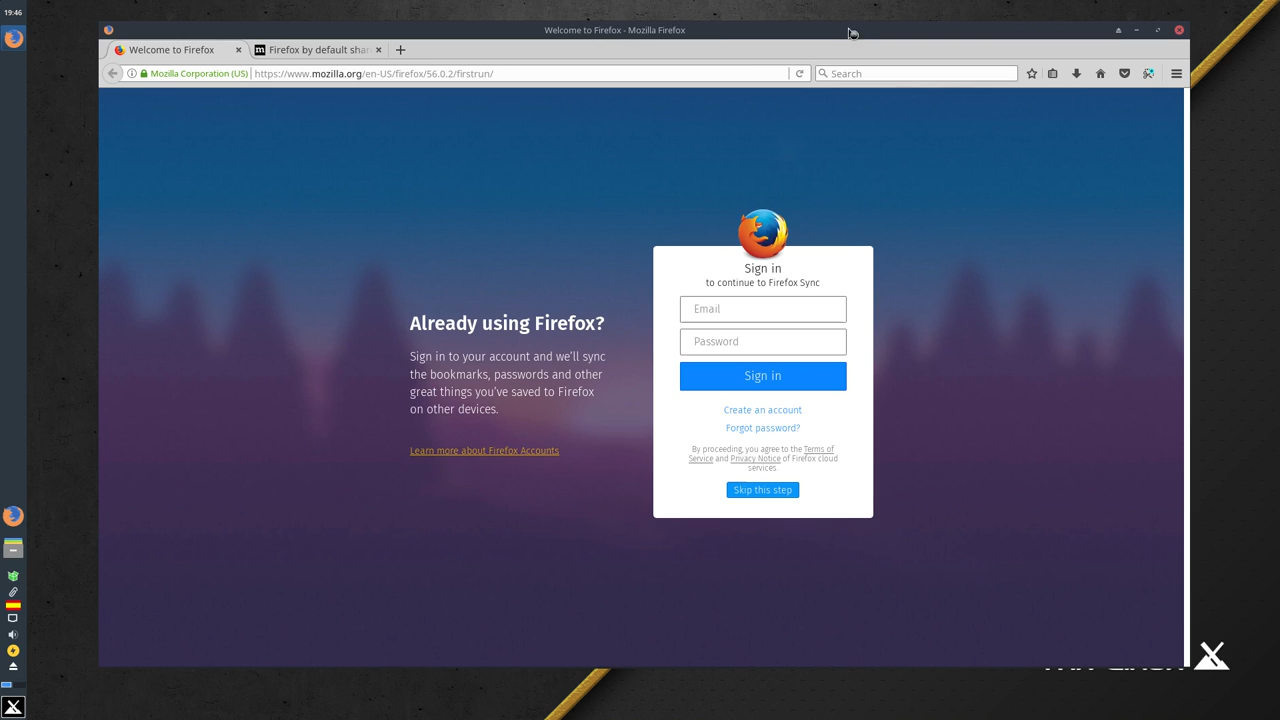 19:46
Welcome to Firefox - Mozilla Firefox
Welcome to Firefox
Firefox by default shar
Mozilla Corporation (US)
https://www.mozilla.org/en-US/firefox/56.0.2/firstrun/
Search
Sign in
to continue to Firefox Sync
Email
Password
Sign in
Create an account
Forgot password?
By proceeding, you agree to the Terms of
Service and Privacy Notice of Firefox cloud
services.
Skip this step
Already using Firefox?
Sign in to your account and we'll sync
the bookmarks, passwords and other
great things you've saved to Firefox
on other devices.
Learn more about Firefox Accounts